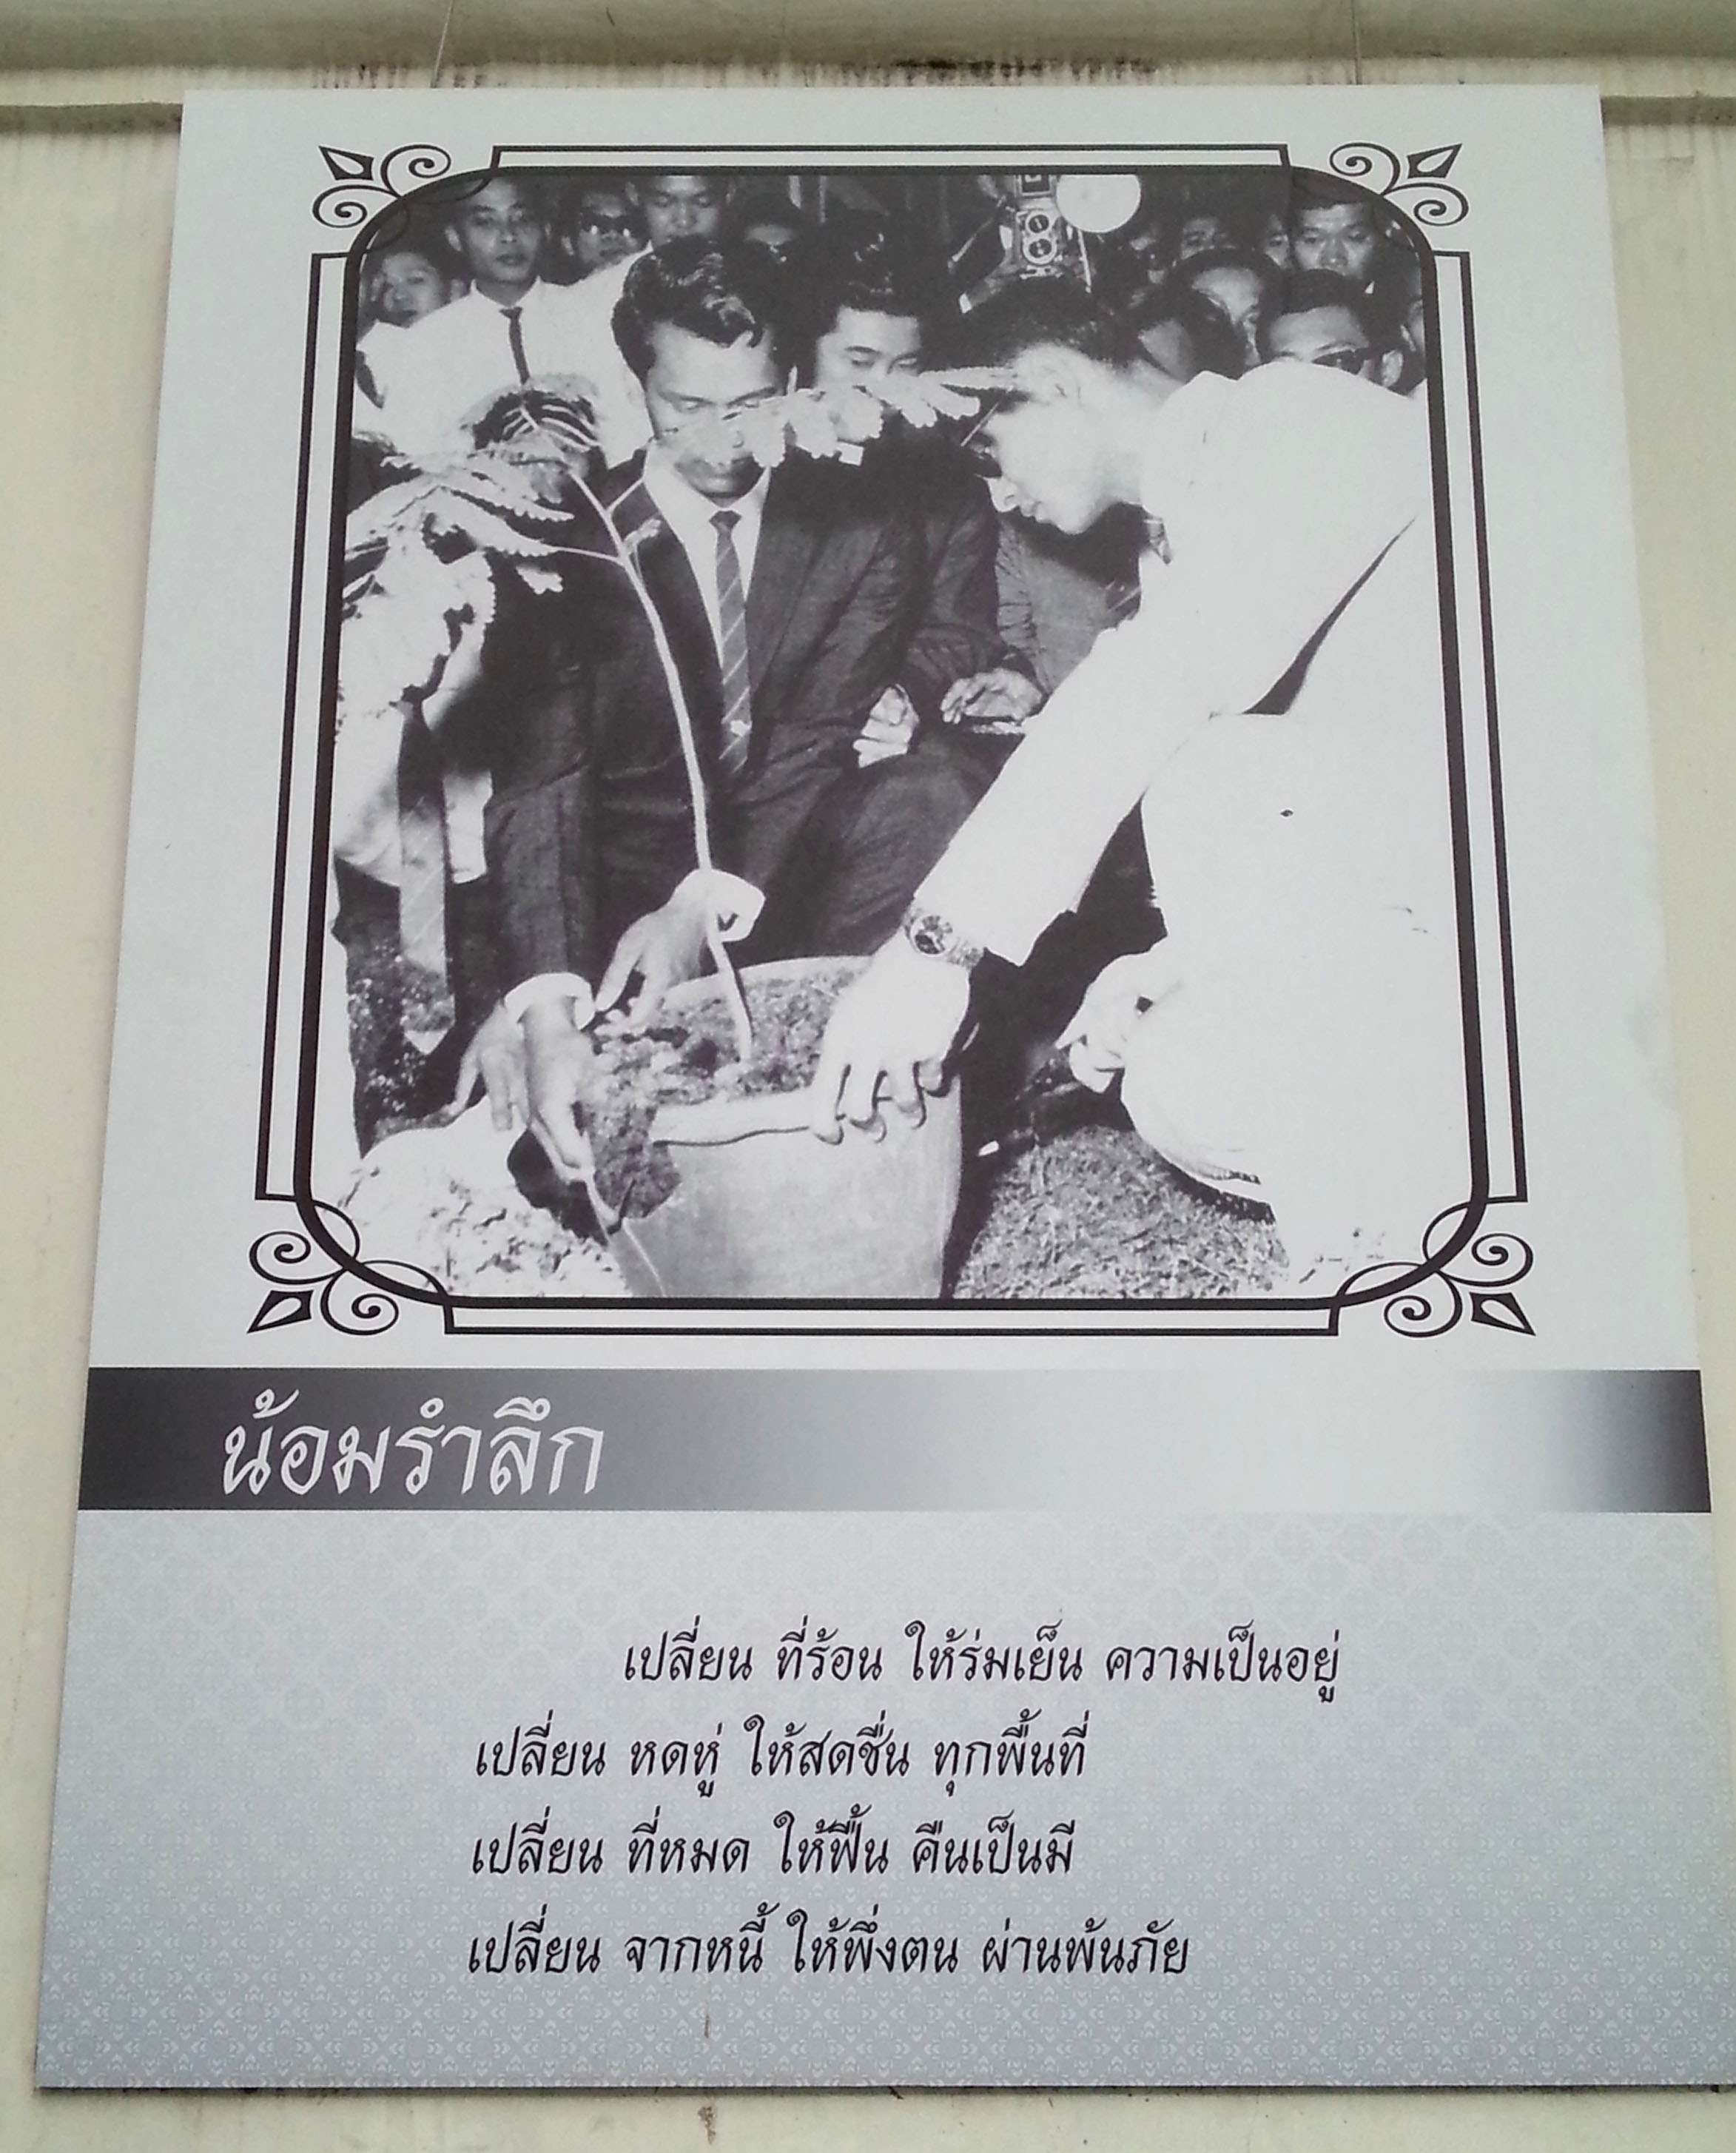 น้อมรำลึก
เปลี่ยน ที่ร้อน ให้ร่มเย็น ความเป็นอยู่
เปลี่ยน หดหู่ ให้สดชื่น ทุกพื้นที่
เปลี่ยน ที่หมด ให้ฟื้น คืนเป็นมี
เปลี่ยน จากหนี้ ให้พึ่งตน ผ่านพ้นภัย